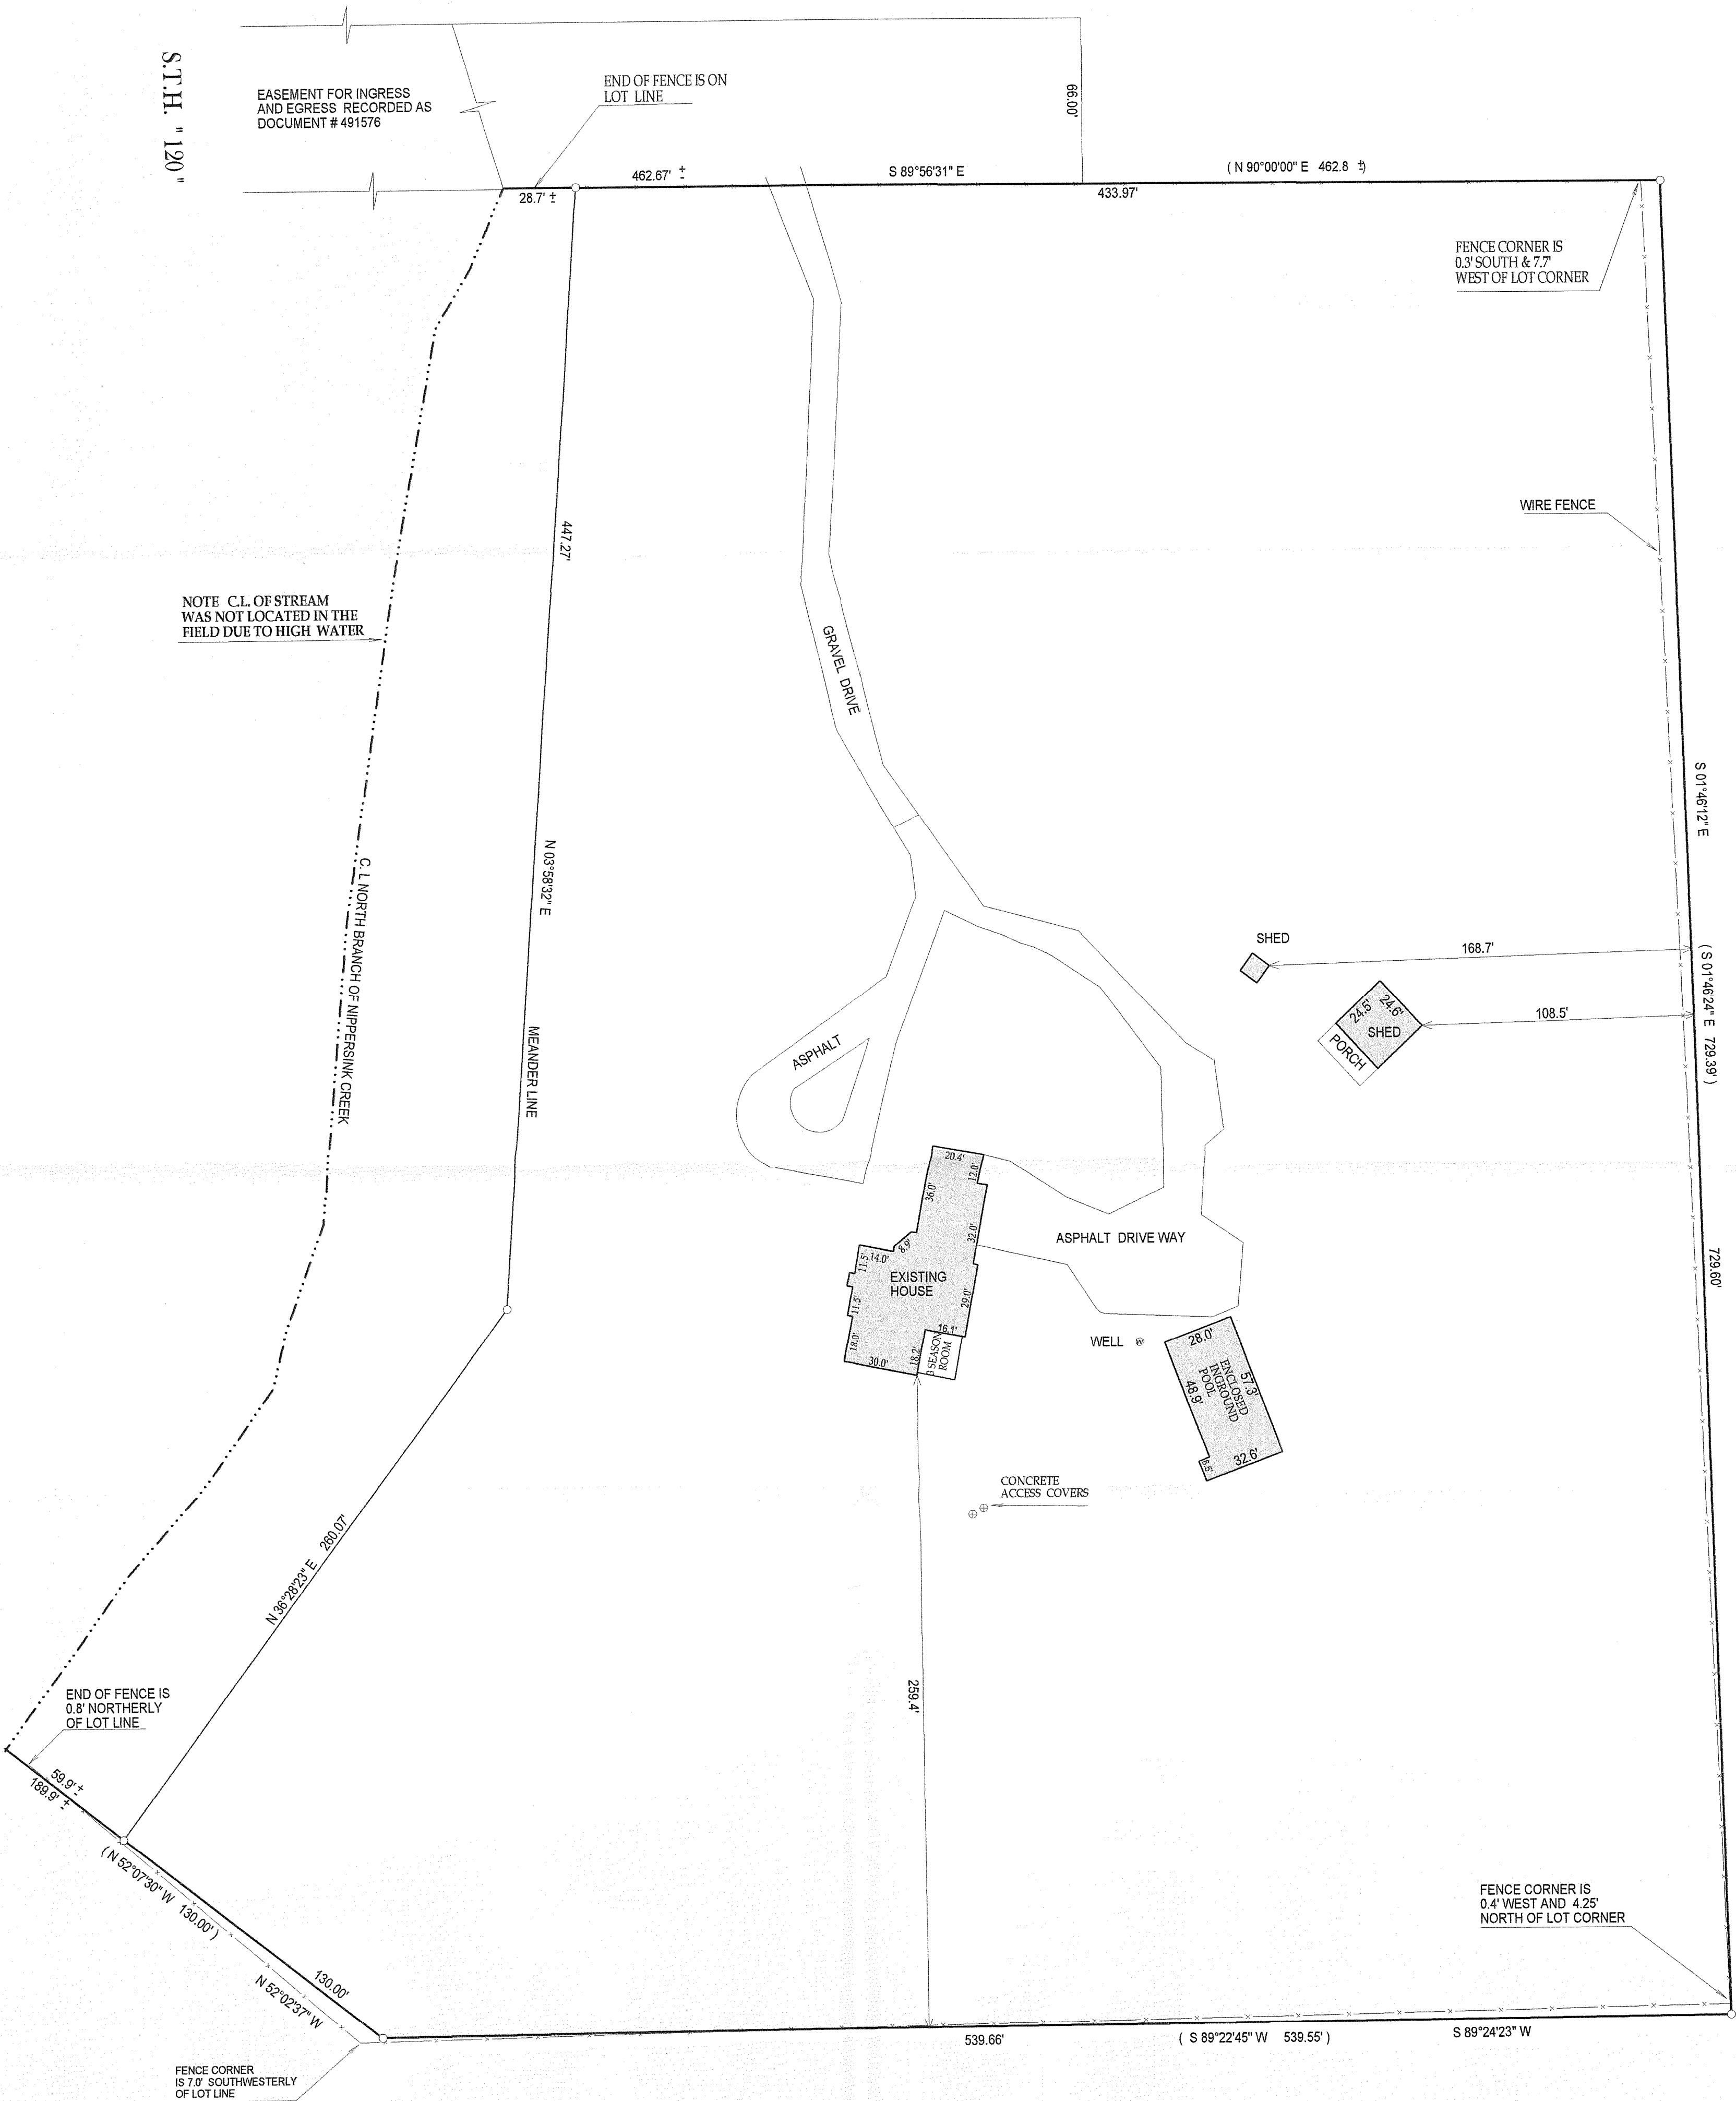 S.T.H. "120"
EASEMENT FOR INGRESS
AND EGRESS RECORDED AS
DOCUMENT # 491576
END OF FENCE IS ON
LOT LINE
66.00'
462.67' ±
S 89°56'31" E
( N 90°00'00" E 462.8 ±)
28.7' ±
433.97'
FENCE CORNER IS
0.3' SOUTH & 7.7'
WEST OF LOT CORNER
WIRE FENCE
447.27'
NOTE C.L. OF STREAM
WAS NOT LOCATED IN THE
FIELD DUE TO HIGH WATER
GRAVEL DRIVE
S 01°46'12" E
N 03°58'32" E
C. L NORTH BRANCH OF NIPPERSINK CREEK
MEANDER LINE
SHED
168.7'
( S 01°46'24" E 729.39' )
24.5'
24.6'
SHED
PORCH
108.5'
ASPHALT
729.60'
20.4'
12.0'
36.0'
32.0'
8.9'
14.0'
11.5'
EXISTING
HOUSE
11.5'
29.0'
18.0'
30.0'
16.1'
18.2'
3 SEASON
ROOM
ASPHALT DRIVE WAY
WELL
W
28.0'
57.3'
ENCLOSED
INGROUND
POOL
48.9'
32.6'
8.5'
CONCRETE
ACCESS COVERS
N 36°28'23" E 260.07'
259.4'
END OF FENCE IS
0.8' NORTHERLY
OF LOT LINE
59.9' ±
189.9' ±
( N 52°07'30" W 130.00' )
130.00'
N 52°02'37" W
FENCE CORNER IS
0.4' WEST AND 4.25'
NORTH OF LOT CORNER
539.66'
( S 89°22'45" W 539.55' )
S 89°24'23" W
FENCE CORNER
IS 7.0' SOUTHWESTERLY
OF LOT LINE